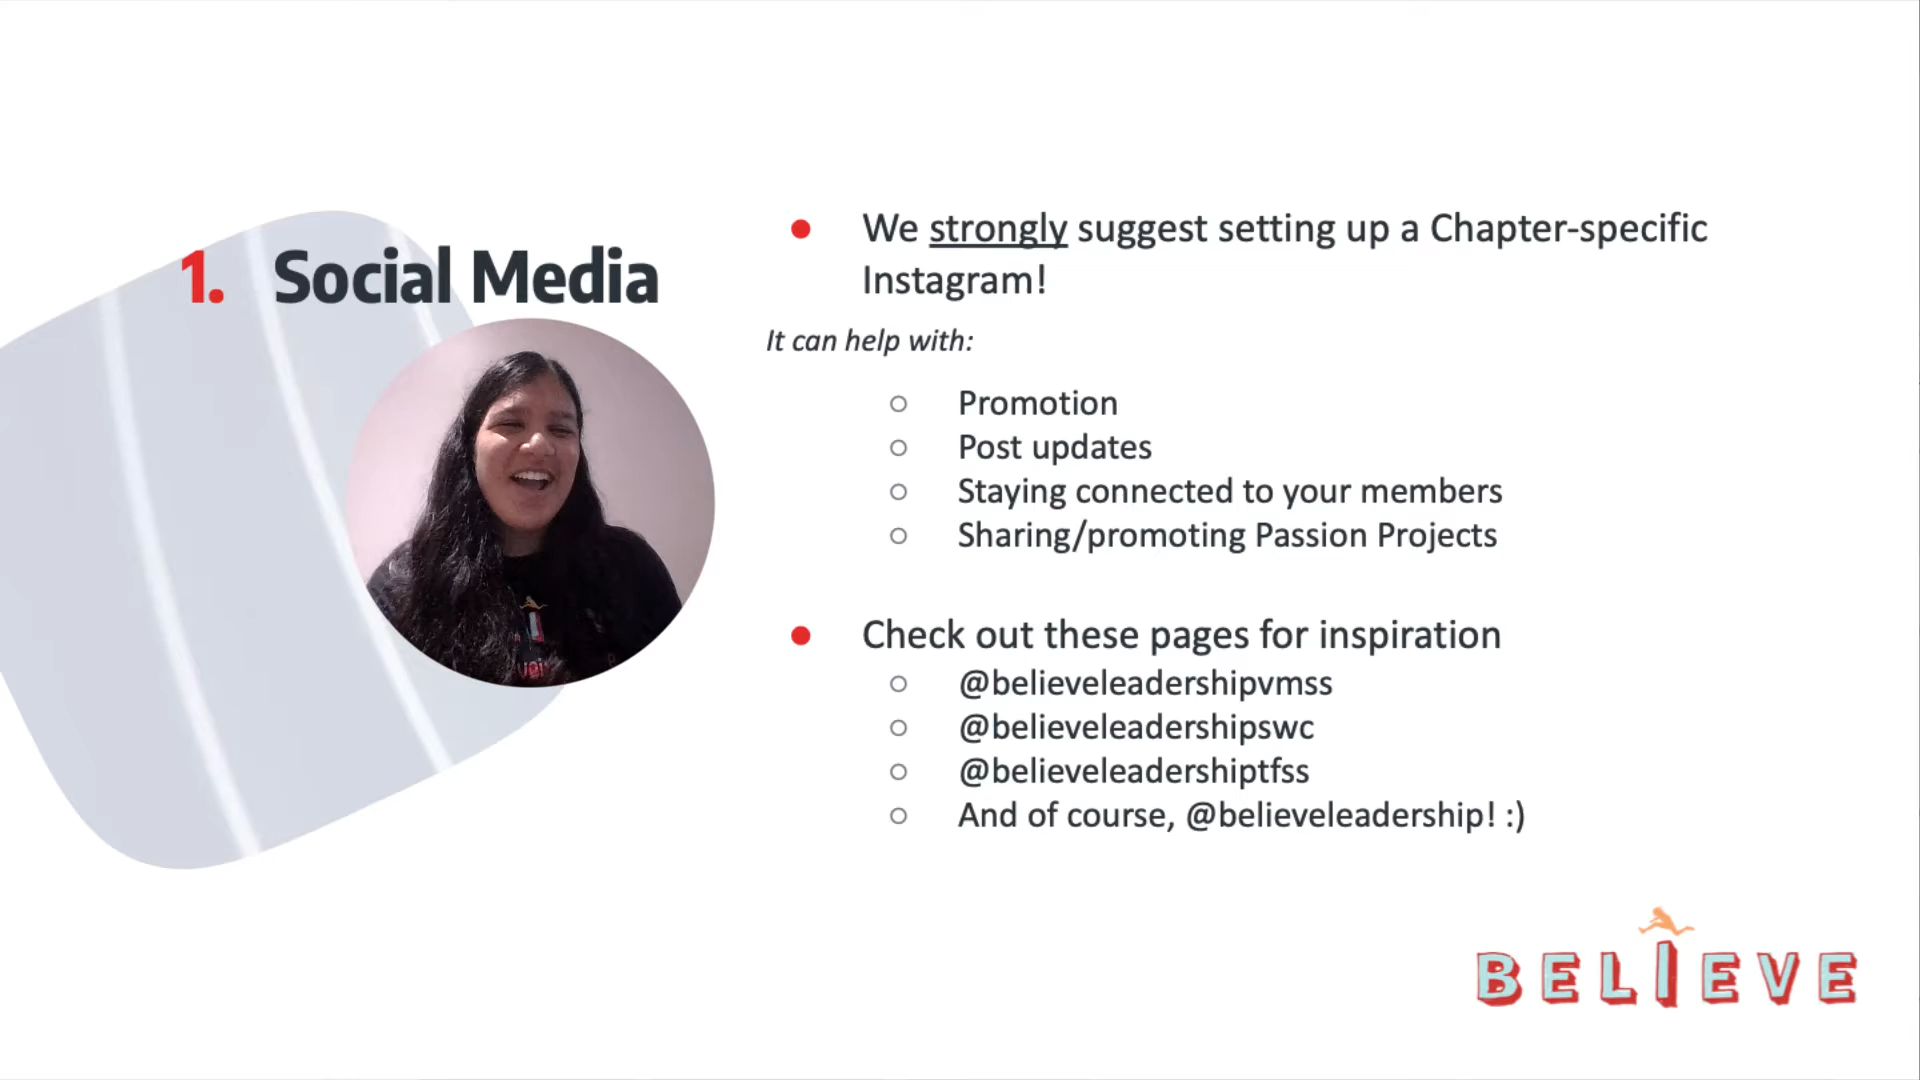 1. Social Media
● We strongly suggest setting up a Chapter-specific
Instagram!
It can help with:
○ Promotion
○ Post updates
○ Staying connected to your members
○ Sharing/promoting Passion Projects
● Check out these pages for inspiration
○ @believeleadershipvmss
○ @believeleadershipswc
○ @believeleadershiptfss
○ And of course, @believeleadership! :)
BELIEVE